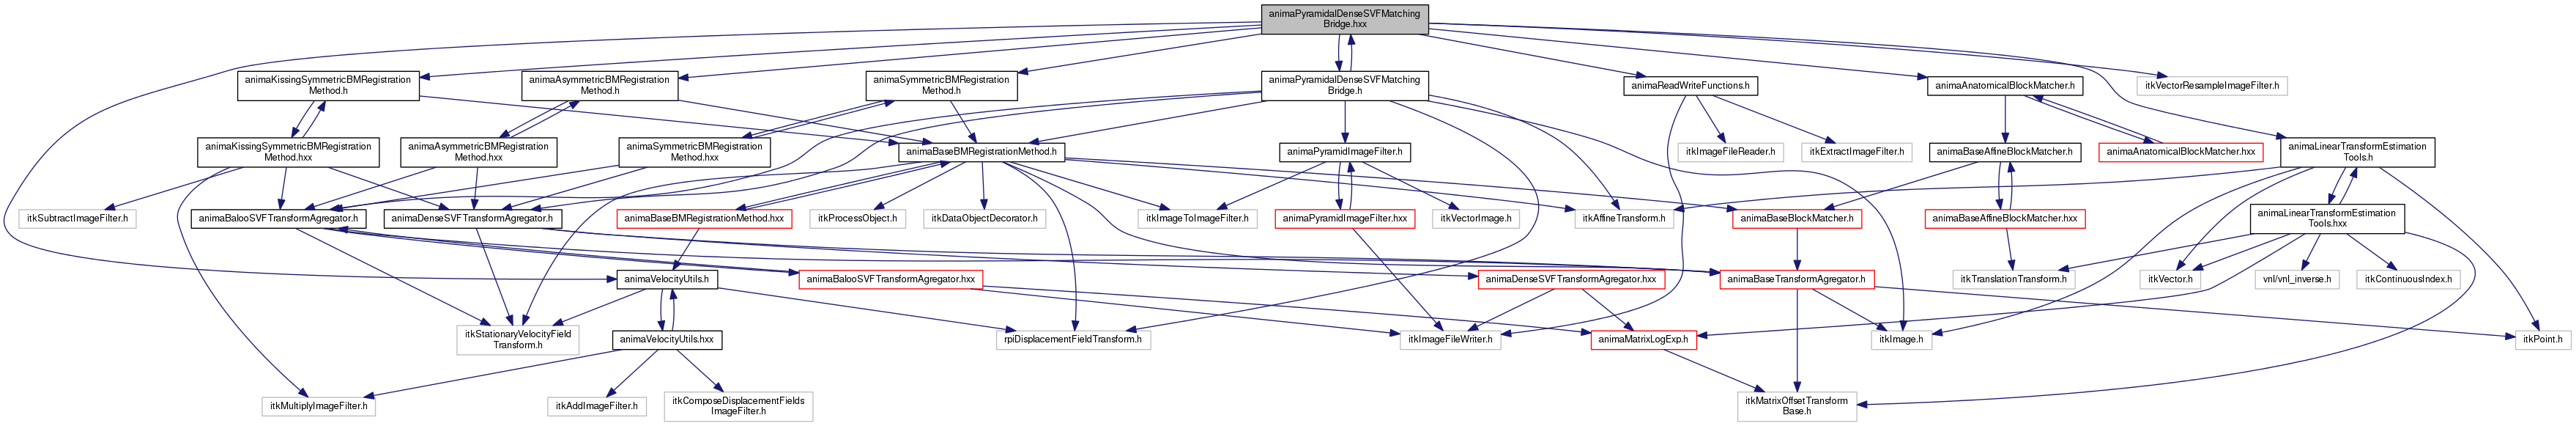 animaPyramidalDenseSVFMatching
Bridge.hxx
animaKissingSymmetricBMRegistration
Method.h
animaAsymmetricBMRegistration
Method.h
animaSymmetricBMRegistration
Method.h
animaPyramidalDenseSVFMatching
Bridge.h
animaReadWriteFunctions.h
animaAnatomicalBlockMatcher.h
itkVectorResampleImageFilter.h
animaKissingSymmetricBMRegistration
Method.hxx
animaAsymmetricBMRegistration
Method.hxx
animaSymmetricBMRegistration
Method.hxx
animaBaseBMRegistrationMethod.h
animaPyramidImageFilter.h
itkImageFileReader.h
itkExtractImageFilter.h
animaBaseAffineBlockMatcher.h
animaAnatomicalBlockMatcher.hxx
animaLinearTransformEstimation
Tools.h
itkSubtractImageFilter.h
animaBalooSVFTransformAgregator.h
animaDenseSVFTransformAgregator.h
animaBaseBMRegistrationMethod.hxx
itkProcessObject.h
itkDataObjectDecorator.h
itkImageToImageFilter.h
animaPyramidImageFilter.hxx
itkVectorImage.h
itkAffineTransform.h
animaBaseBlockMatcher.h
animaBaseAffineBlockMatcher.hxx
animaLinearTransformEstimation
Tools.hxx
animaVelocityUtils.h
animaBalooSVFTransformAgregator.hxx
animaDenseSVFTransformAgregator.hxx
animaBaseTransformAgregator.h
itkTranslationTransform.h
itkVector.h
vnl/vnl_inverse.h
itkContinuousIndex.h
itkStationaryVelocityField
Transform.h
animaVelocityUtils.hxx
rpiDisplacementFieldTransform.h
itkImageFileWriter.h
animaMatrixLogExp.h
itkImage.h
itkPoint.h
itkMultiplyImageFilter.h
itkAddImageFilter.h
itkComposeDisplacementFields
ImageFilter.h
itkMatrixOffsetTransform
Base.h